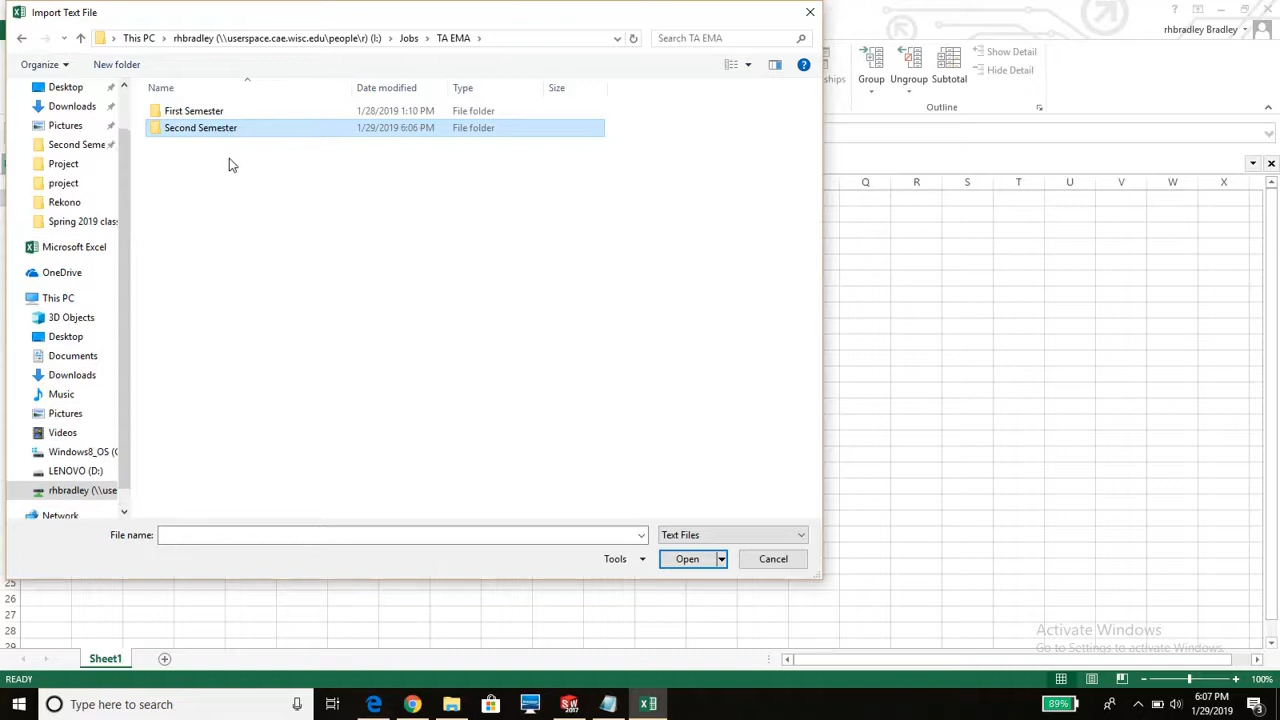 Import Text File
? rhbradley Bradley
This PC rhbradley (\\userspace.cae.wisc.edu\people\r) (I:) Jobs TA EMA Search TA EMA
Organize New folder
ships Group Ungroup Subtotal Show Detail Hide Detail
Outline
Name Date modified Type Size
First Semester 1/28/2019 1:10 PM File folder
Second Semester 1/29/2019 6:06 PM File folder
Desktop
Downloads
Pictures
Second Seme
Project
project
Rekono
Spring 2019 clas
Microsoft Excel
OneDrive
This PC
3D Objects
Desktop
Documents
Downloads
Music
Pictures
Videos
Windows8_OS (C
LENOVO (D:)
rhbradley (\\use
Network
Q R S T U V W X
File name: Text Files
Tools Open Cancel
25
26
27
28
29
Activate Windows
Go to Settings to activate Windows.
Sheet1
READY 100%
Type here to search
SW 2017
89%
6:07 PM
1/29/2019
3